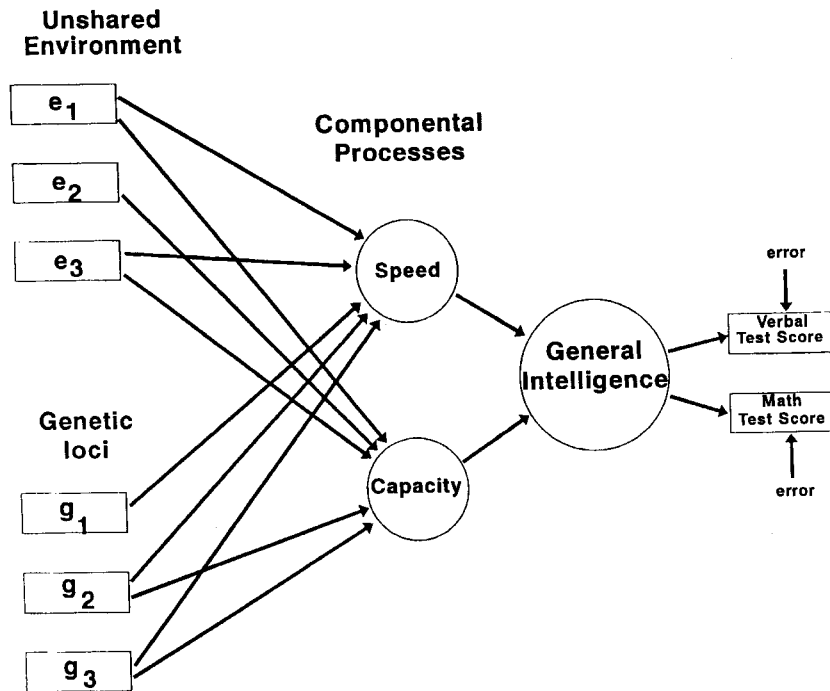 Unshared
Environment
e1
e2
e3
Componental
Processes
Speed
Capacity
General
Intelligence
error
Verbal
Test Score
Math
Test Score
error
Genetic
loci
g1
g2
g3